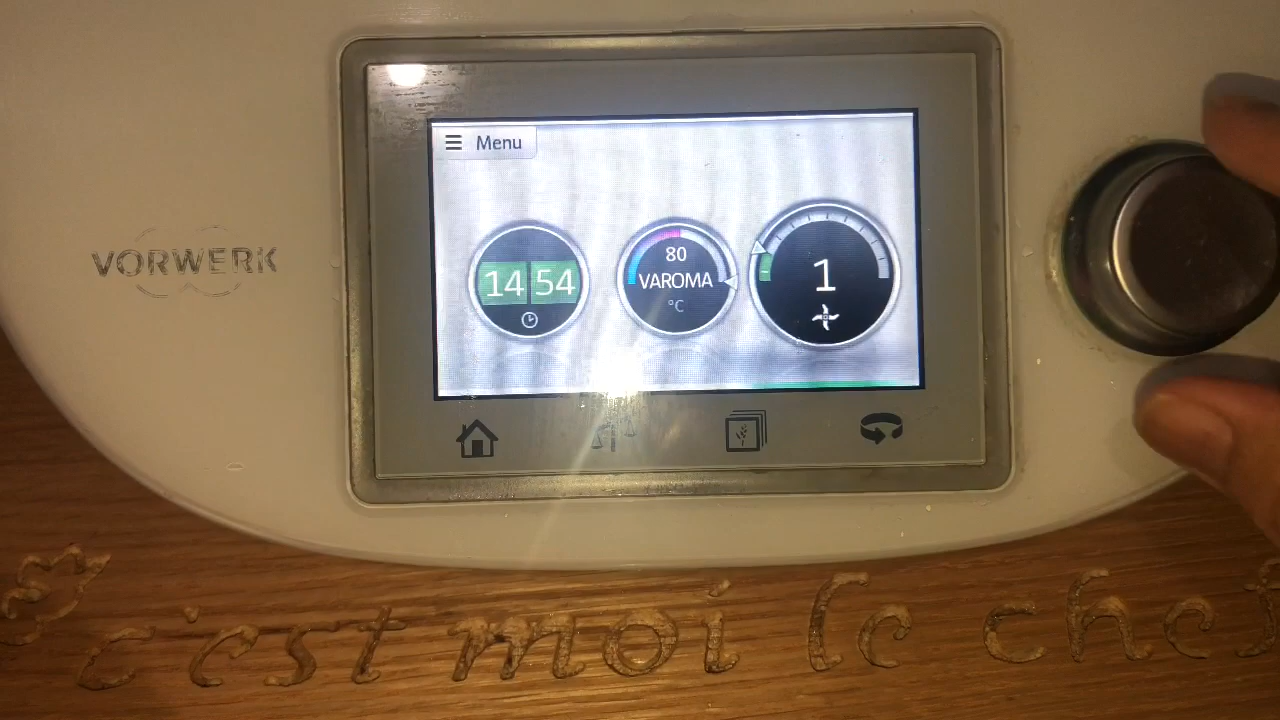 Menu
VORWERK
14 54
80
VAROMA
°C
1
c'est moi le chef